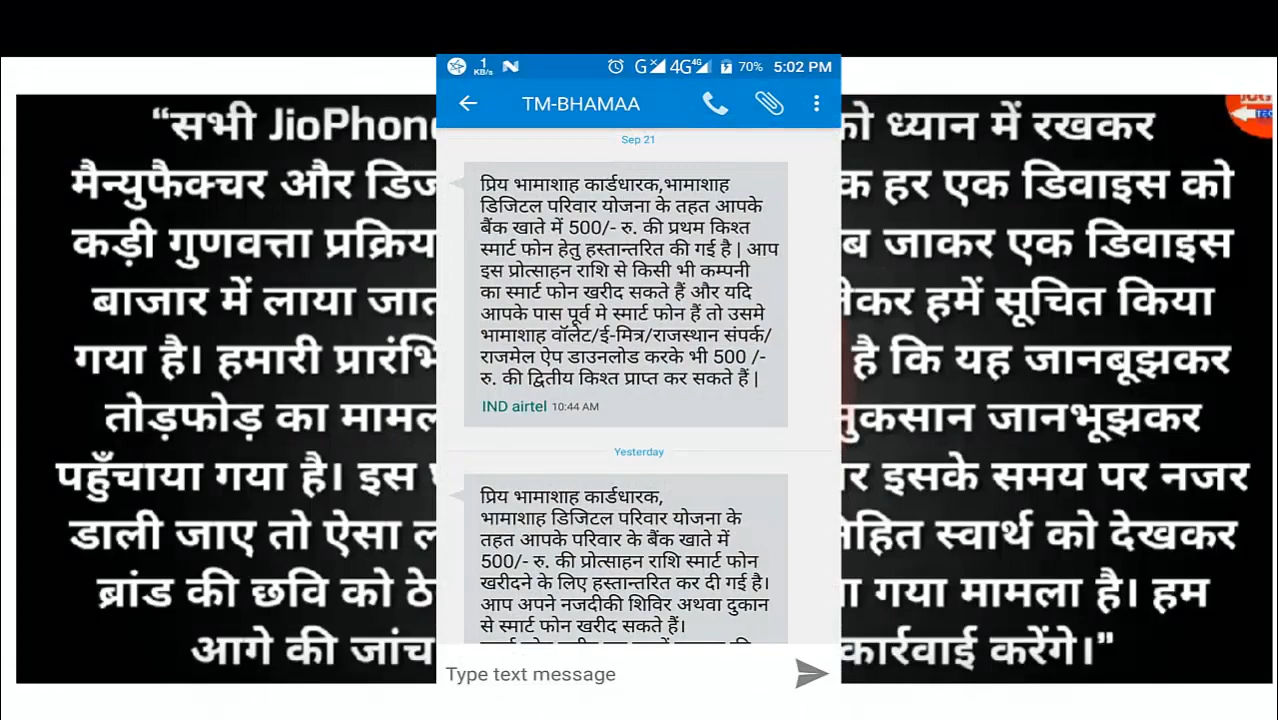 1
KB/s
G 4G 4G 70% 5:02 PM
TM-BHAMAA
Sep 21
प्रिय भामाशाह कार्डधारक,भामाशाह
डिजिटल परिवार योजना के तहत आपके
बैंक खाते में 500/- रु. की प्रथम किश्त
स्मार्ट फोन हेतु हस्तान्तरित की गई है | आप
इस प्रोत्साहन राशि से किसी भी कम्पनी
का स्मार्ट फोन खरीद सकते हैं और यदि
आपके पास पूर्व मे स्मार्ट फोन हैं तो उसमे
भामाशाह वॉलेट/ई-मित्र/राजस्थान संपर्क/
राजमेल ऐप डाउनलोड करके भी 500 /-
रु. की द्वितीय किश्त प्राप्त कर सकते हैं |
IND airtel 10:44 AM
Yesterday
प्रिय भामाशाह कार्डधारक,
भामाशाह डिजिटल परिवार योजना के
तहत आपके परिवार के बैंक खाते में
500/- रु. की प्रोत्साहन राशि स्मार्ट फोन
खरीदने के लिए हस्तान्तरित कर दी गई है।
आप अपने नजदीकी शिविर अथवा दुकान
से स्मार्ट फोन खरीद सकते हैं।
Type text message
“सभी JioPhon को ध्यान में रखकर
मैन्युफैक्चर और डिज क हर एक डिवाइस को
कड़ी गुणवत्ता प्रक्रिय ब जाकर एक डिवाइस
बाजार में लाया जात लेकर हमें सूचित किया
गया है। हमारी प्रारंभि है कि यह जानबूझकर
तोड़फोड़ का मामल नुकसान जानभूझकर
पहुँचाया गया है। इस र इसके समय पर नजर
डाली जाए तो ऐसा ल हित स्वार्थ को देखकर
ब्रांड की छवि को ठे ा गया मामला है। हम
आगे की जांच कार्रवाई करेंगे।”